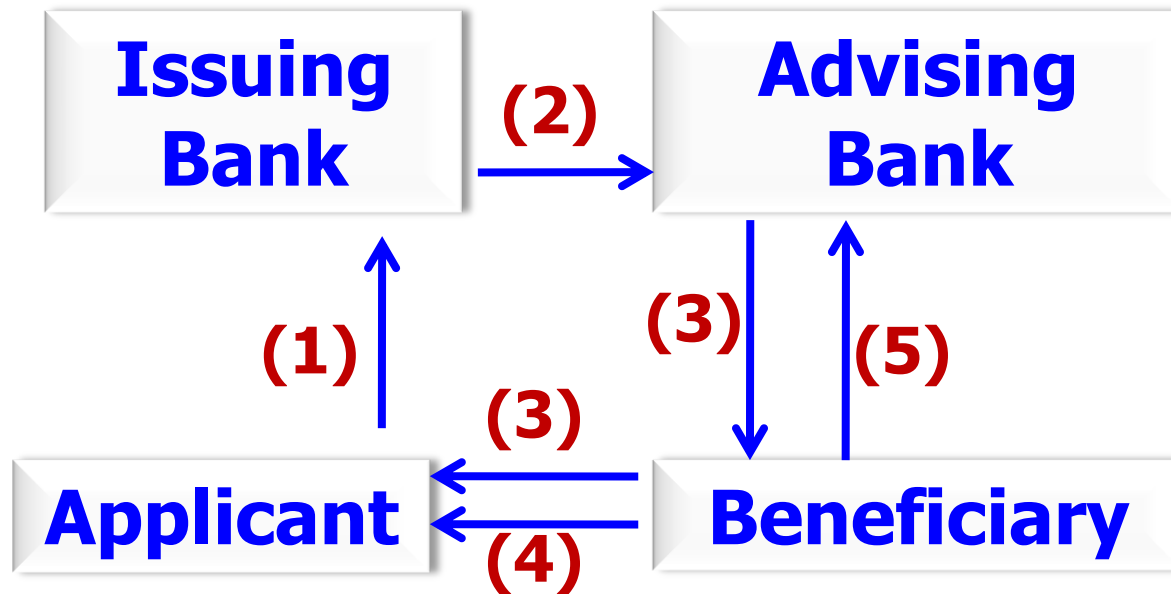 Issuing
Bank
(2)
Advising
Bank
(1)
(3)
(5)
(3)
Applicant
(4)
Beneficiary